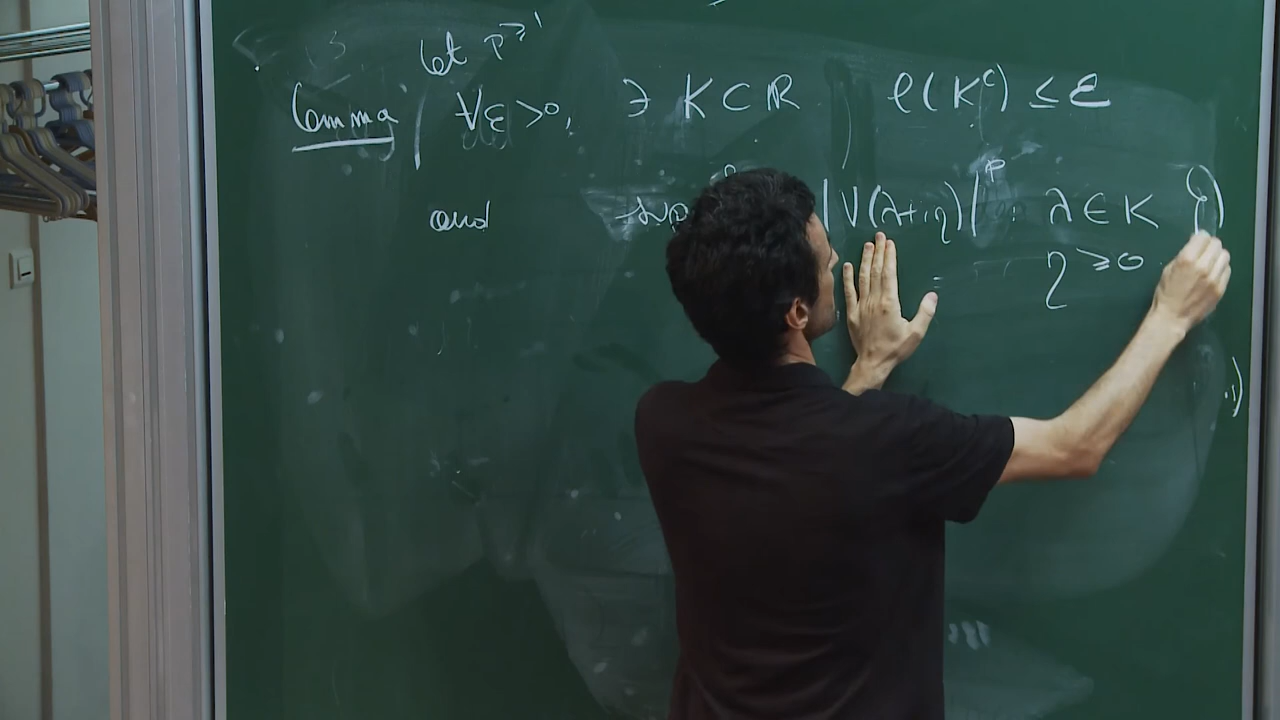 let p ≥ 1
Lemma ∀ε > 0, ∃ K ⊂ ℝ ℓ(K^c) ≤ ε
and sup |V(λ+iη)|^p : λ ∈ K
η ≥ 0